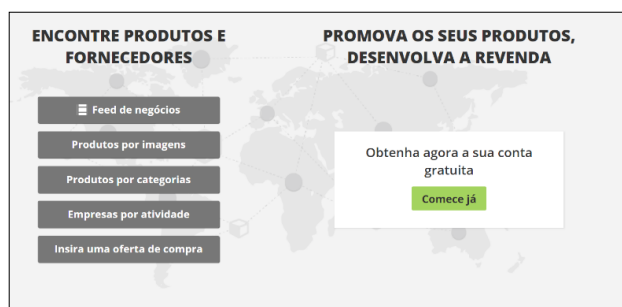 ENCONTRE PRODUTOS E
FORNECEDORES
Feed de negócios
Produtos por imagens
Produtos por categorias
Empresas por atividade
Insira uma oferta de compra
PROMOVA OS SEUS PRODUTOS,
DESENVOLVA A REVENDA
Obtenha agora a sua conta
gratuita
Comece já